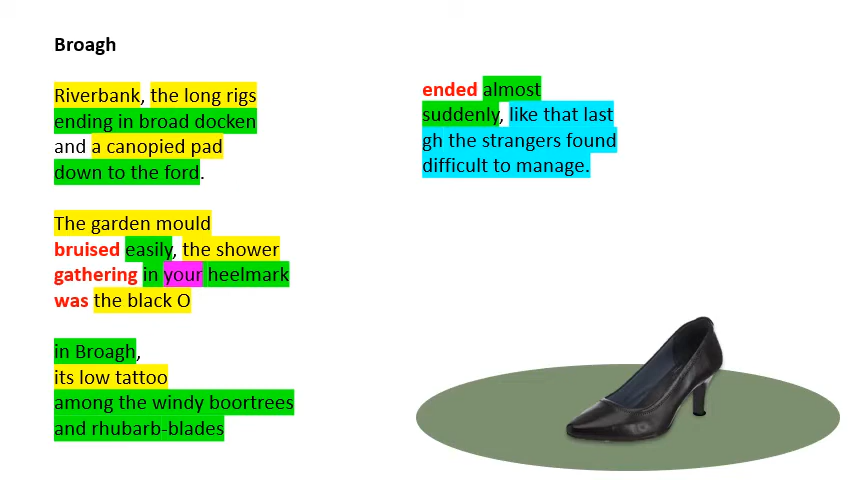 Broagh
Riverbank, the long rigs
ending in broad docken
and a canopied pad
down to the ford.
The garden mould
bruised easily, the shower
gathering in your heelmark
was the black O
in Broagh,
its low tattoo
among the windy boortrees
and rhubarb-blades
ended almost
suddenly, like that last
gh the strangers found
difficult to manage.